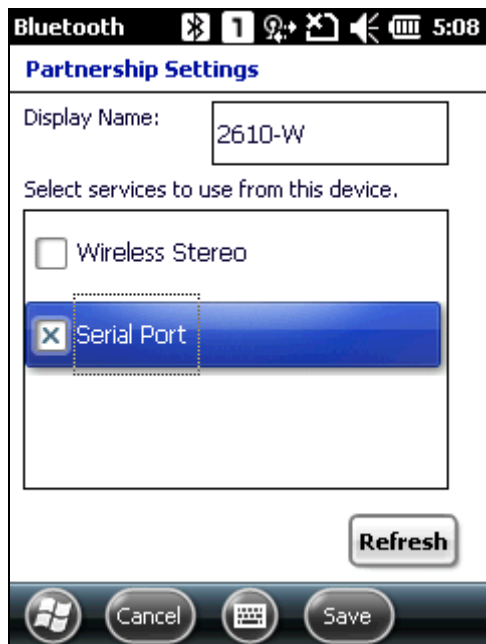 Bluetooth 1 5:08
Partnership Settings
Display Name:
2610-W
Select services to use from this device.
Wireless Stereo
Serial Port
Refresh
Cancel Save